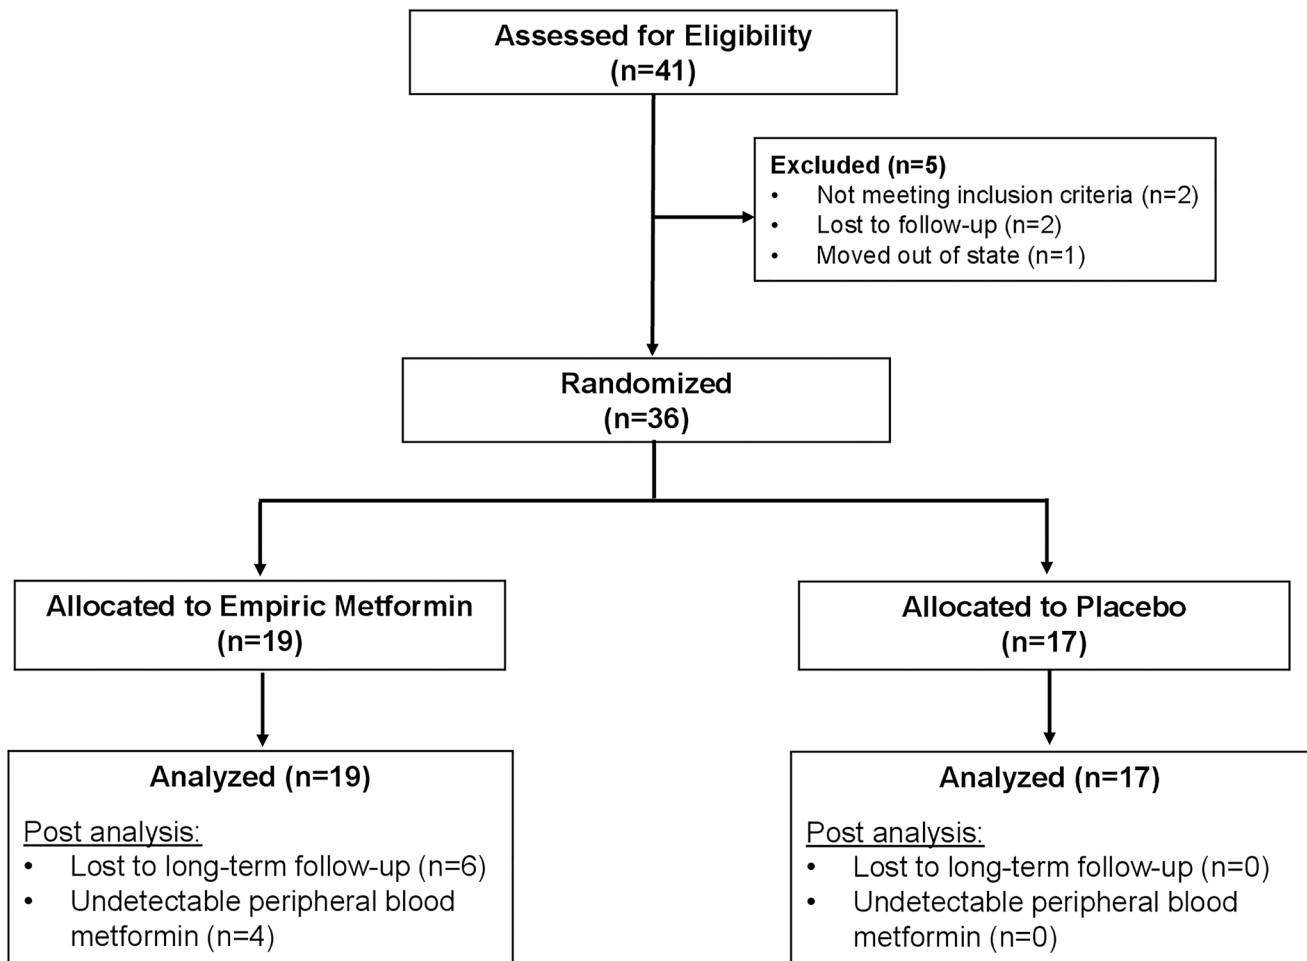 Assessed for Eligibility
(n=41)
Excluded (n=5)
• Not meeting inclusion criteria (n=2)
• Lost to follow-up (n=2)
• Moved out of state (n=1)
Randomized
(n=36)
Allocated to Empiric Metformin
(n=19)
Allocated to Placebo
(n=17)
Analyzed (n=19)
Post analysis:
• Lost to long-term follow-up (n=6)
• Undetectable peripheral blood
metformin (n=4)
Analyzed (n=17)
Post analysis:
• Lost to long-term follow-up (n=0)
• Undetectable peripheral blood
metformin (n=0)